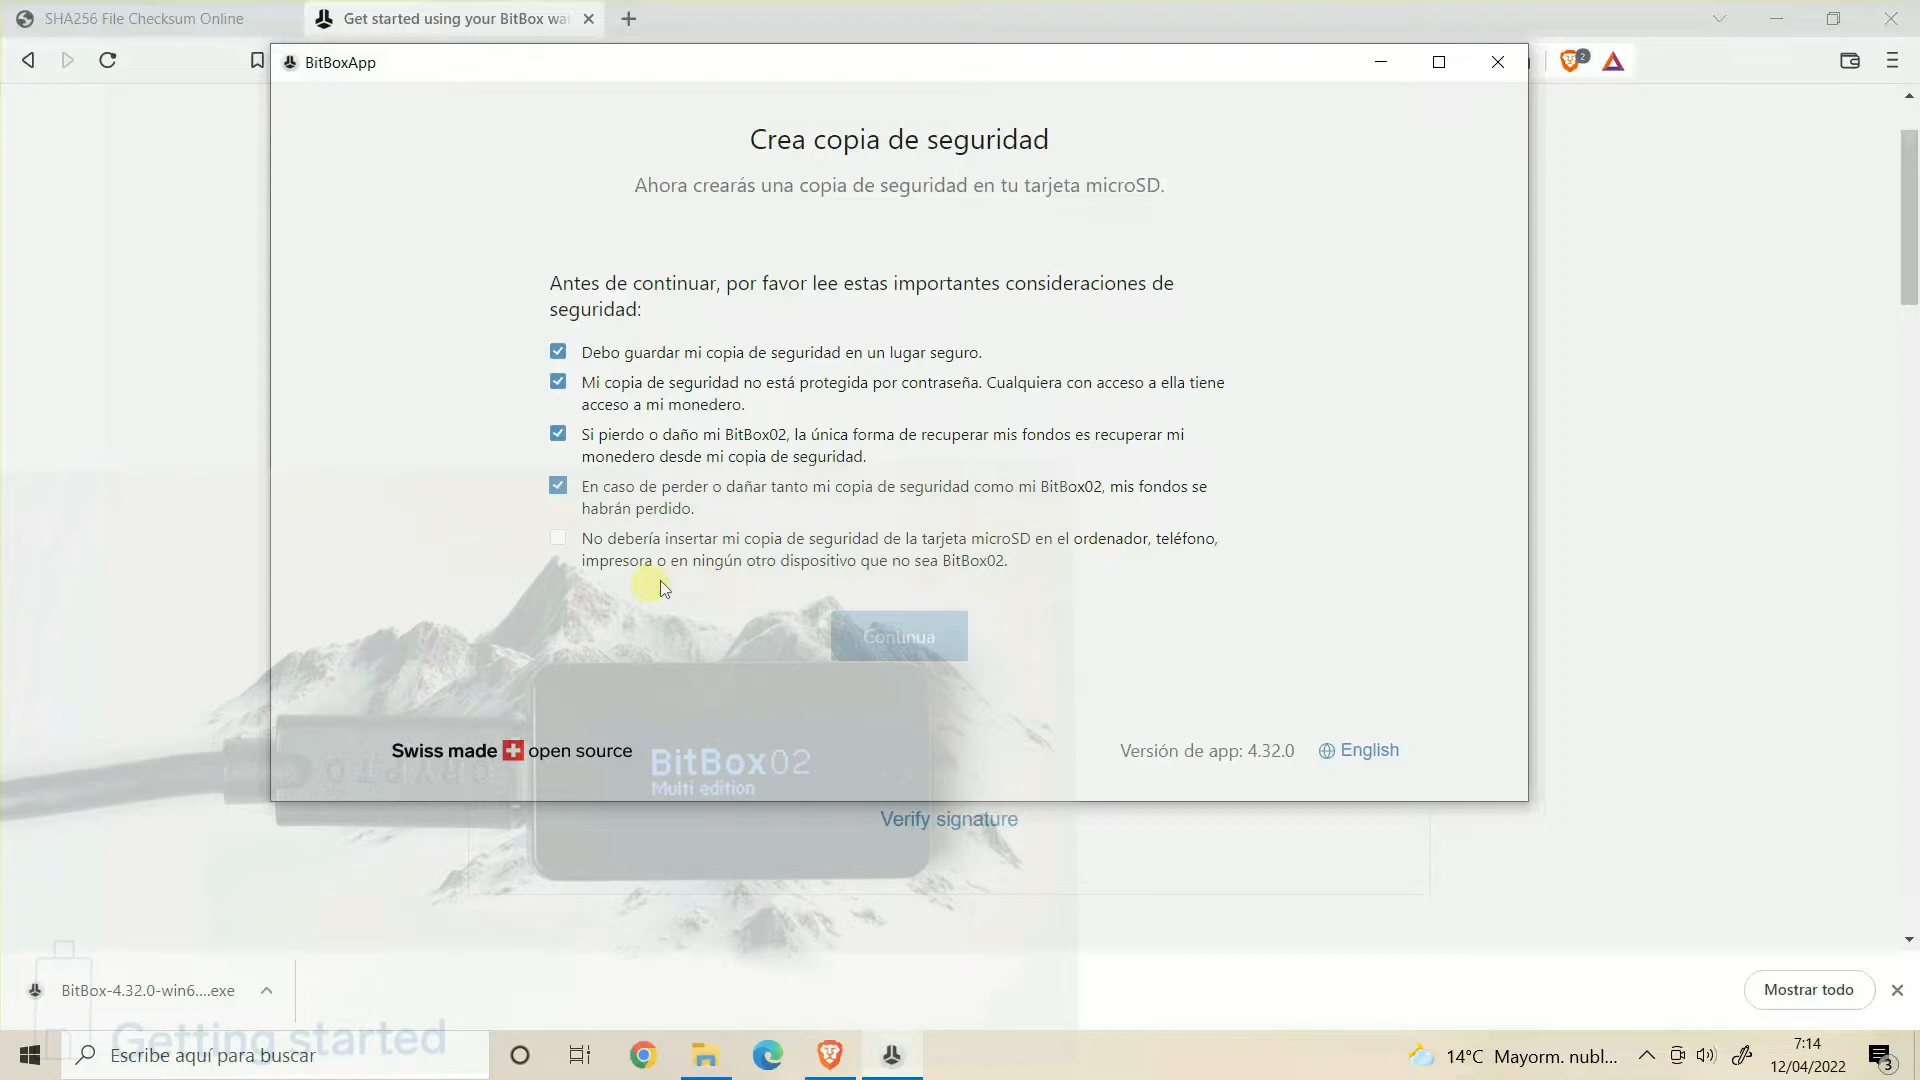 SHA256 File Checksum Online
Get started using your BitBox wa
BitBoxApp
2
Crea copia de seguridad
Ahora crearás una copia de seguridad en tu tarjeta microSD.
Antes de continuar, por favor lee estas importantes consideraciones de
seguridad:
Debo guardar mi copia de seguridad en un lugar seguro.
Mi copia de seguridad no está protegida por contraseña. Cualquiera con acceso a ella tiene
acceso a mi monedero.
Si pierdo o daño mi BitBox02, la única forma de recuperar mis fondos es recuperar mi
monedero desde mi copia de seguridad.
En caso de perder o dañar tanto mi copia de seguridad como mi BitBox02, mis fondos se
habrán perdido.
No debería insertar mi copia de seguridad de la tarjeta microSD en el ordenador, teléfono,
impresora o en ningún otro dispositivo que no sea BitBox02.
Continua
Swiss made open source
Versión de app: 4.32.0
English
CRYPTO
BitBox02
Multi edition
Verify signature
BitBox-4.32.0-win6....exe
Mostrar todo
Getting started
Escribe aquí para buscar
14°C Mayorm. nubl...
7:14
12/04/2022
3